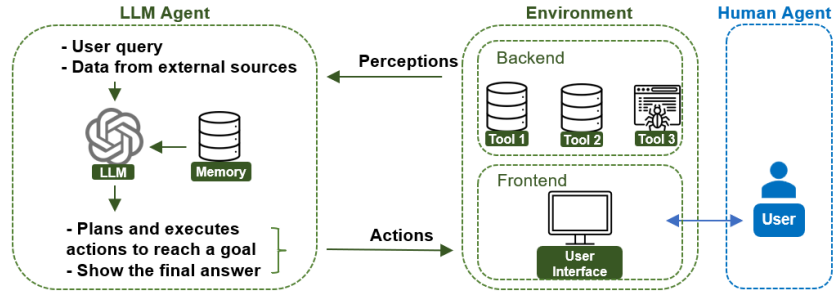 LLM Agent
- User query
- Data from external sources
LLM
Memory
- Plans and executes
actions to reach a goal
- Show the final answer
Perceptions
Actions
Environment
Backend
Tool 1
Tool 2
Tool 3
Frontend
User
Interface
Human Agent
User